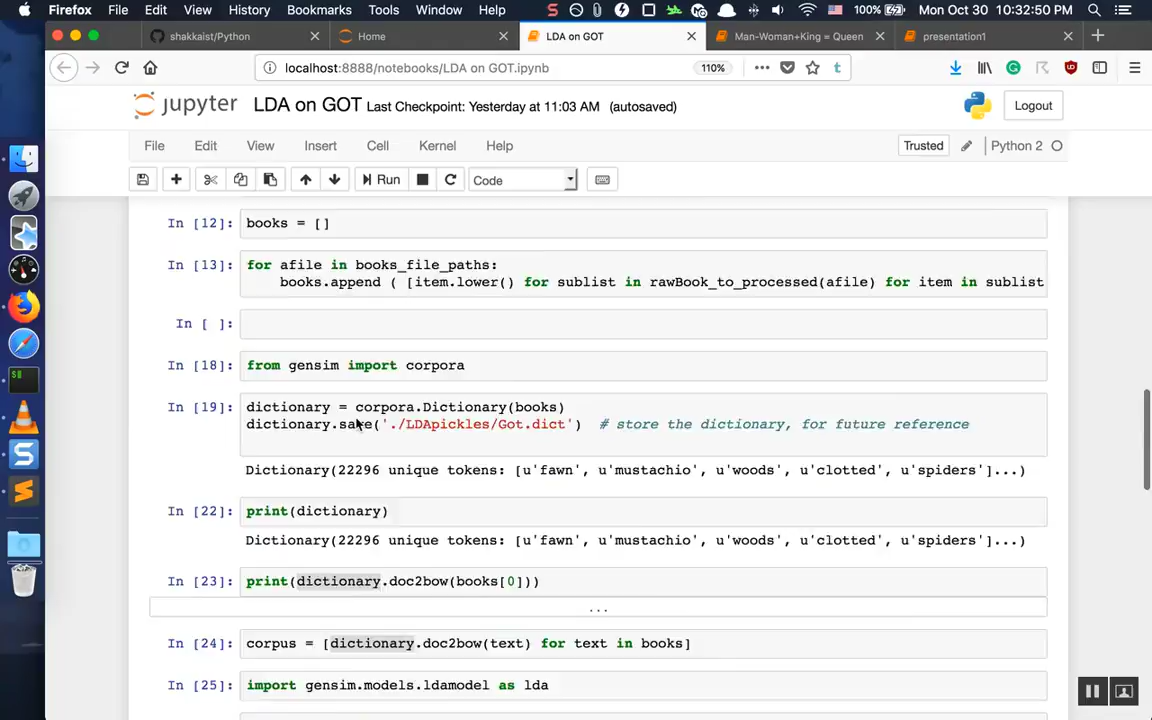 Firefox File Edit View History Bookmarks Tools Window Help 100% Mon Oct 30 10:32:50 PM
shakkaist/Python Home LDA on GOT Man-Woman+King = Queen presentation1
localhost:8888/notebooks/LDA on GOT.ipynb 110%
jupyter LDA on GOT Last Checkpoint: Yesterday at 11:03 AM (autosaved) Logout
File Edit View Insert Cell Kernel Help Trusted Python 2
Run Code
In [12]: books = []
In [13]: for afile in books_file_paths:
books.append ( [item.lower() for sublist in rawBook_to_processed(afile) for item in sublist
In [ ]:
In [18]: from gensim import corpora
In [19]: dictionary = corpora.Dictionary(books)
dictionary.save('./LDApickles/Got.dict') # store the dictionary, for future reference
Dictionary(22296 unique tokens: [u'fawn', u'mustachio', u'woods', u'clotted', u'spiders']...)
In [22]: print(dictionary)
Dictionary(22296 unique tokens: [u'fawn', u'mustachio', u'woods', u'clotted', u'spiders']...)
In [23]: print(dictionary.doc2bow(books[0]))
...
In [24]: corpus = [dictionary.doc2bow(text) for text in books]
In [25]: import gensim.models.ldamodel as lda